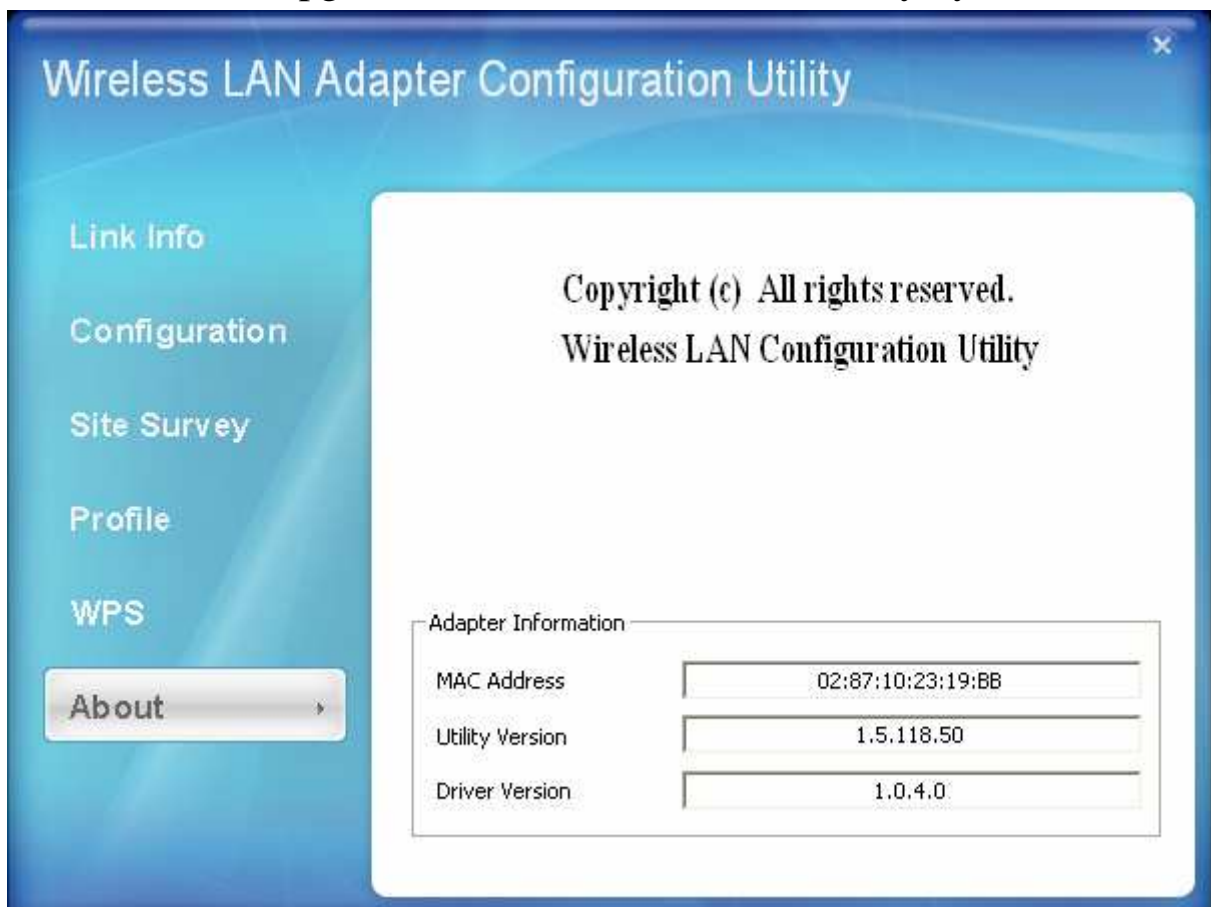 Wireless LAN Adapter Configuration Utility
Link Info
Configuration
Site Survey
Profile
WPS
About
Copyright (c) All rights reserved.
Wireless LAN Configuration Utility
Adapter Information
MAC Address 02:87:10:23:19:BB
Utility Version 1.5.118.50
Driver Version 1.0.4.0